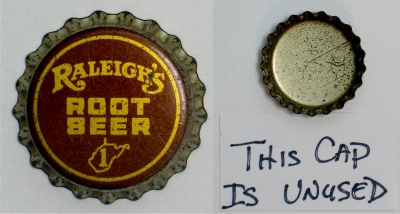 RALEIGH'S
ROOT
BEER
1
THIS CAP
IS UNUSED